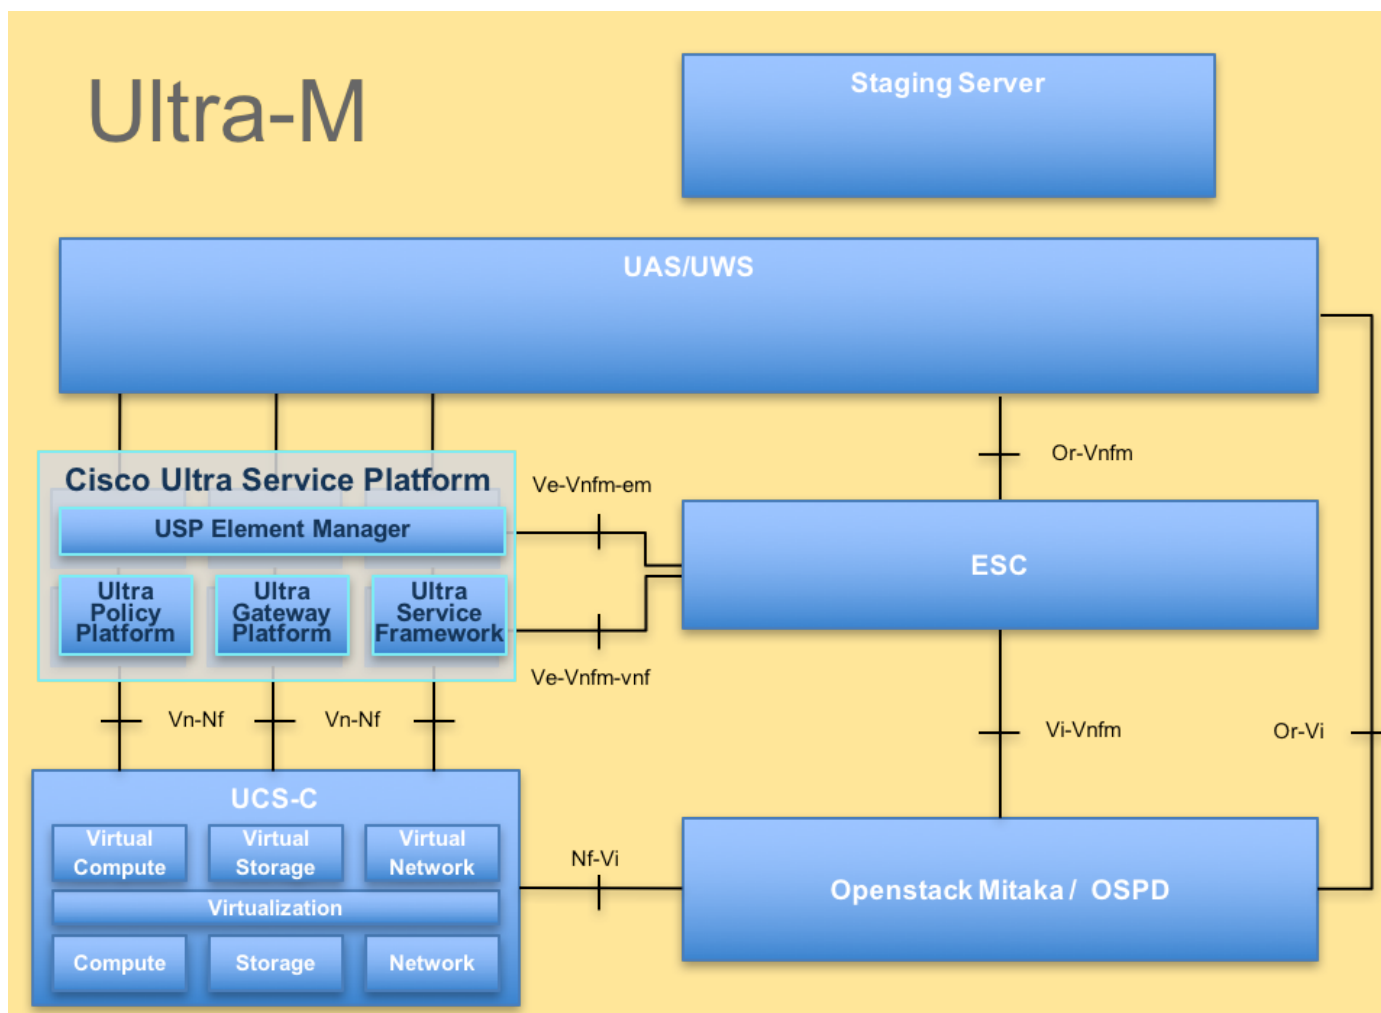 Ultra-M
Staging Server
UAS/UWS
Or-Vnfm
Cisco Ultra Service Platform
Ve-Vnfm-em
USP Element Manager
ESC
Ultra
Policy
Platform
Ultra
Gateway
Platform
Ultra
Service
Framework
Ve-Vnfm-vnf
Vn-Nf
Vn-Nf
Vi-Vnfm
Or-Vi
UCS-C
Virtual
Compute
Virtual
Storage
Virtual
Network
Nf-Vi
Openstack Mitaka / OSPD
Virtualization
Compute
Storage
Network